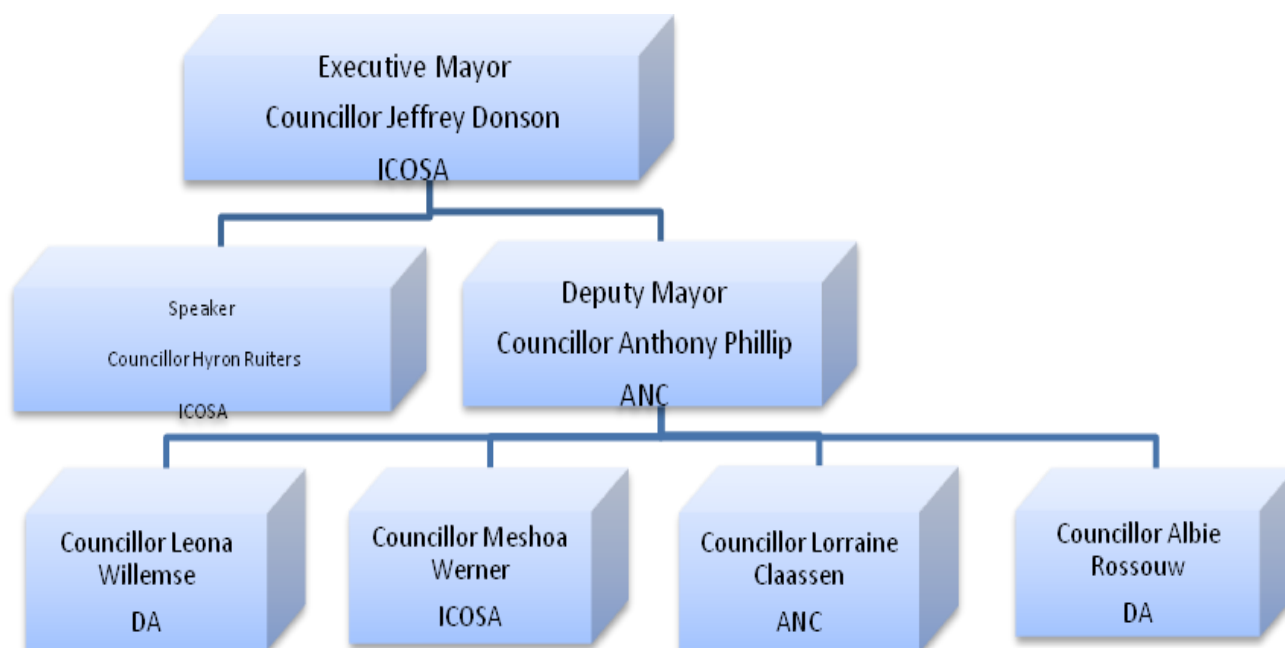 Executive Mayor
Councillor Jeffrey Donson
ICOSA
Speaker
Councillor Hyron Ruiters
ICOSA
Deputy Mayor
Councillor Anthony Phillip
ANC
Councillor Leona
Willemse
DA
Councillor Meshoa
Werner
ICOSA
Councillor Lorraine
Claassen
ANC
Councillor Albie
Rossouw
DA